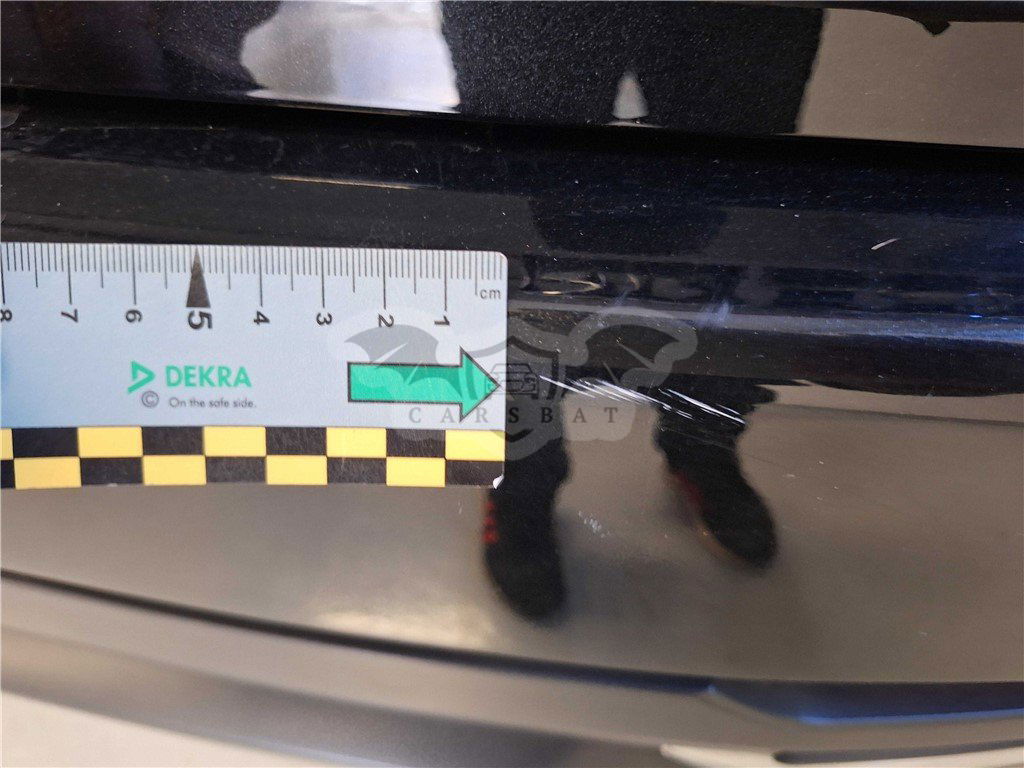 cm
8 7 6 5 4 3 2 1
DEKRA
© On the safe side.
CARSBAT